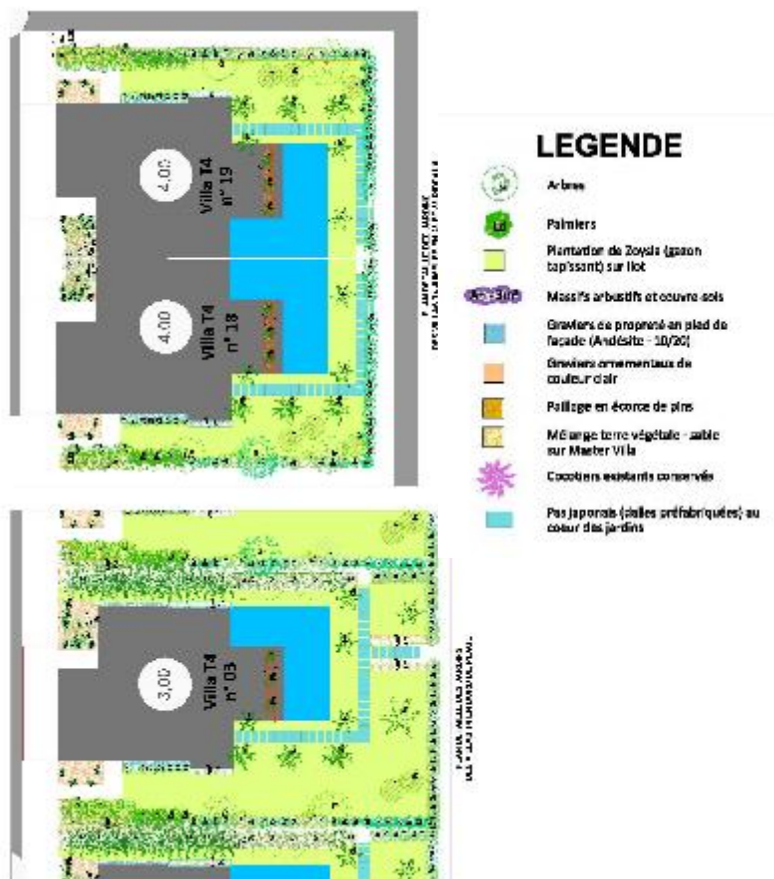 4,00
Villa T4
n° 19
4,00
Villa T4
n° 18
3,00
Villa T4
n° 03
LEGENDE
Arbres
Palmiers
Plantation de Zoysia (gazon
tapissant) sur ilot
Massifs arbustifs et couvre-sols
Graviers de propreté en pied de
façade (Andésite - 10/20)
Graviers ornementaux de
couleur clair
Paillage en écorce de pins
Mélange terre végétale - sable
sur Master Villa
Cocotiers existants conservés
Pas japonais (dalles préfabriquées) au
coeur des jardins